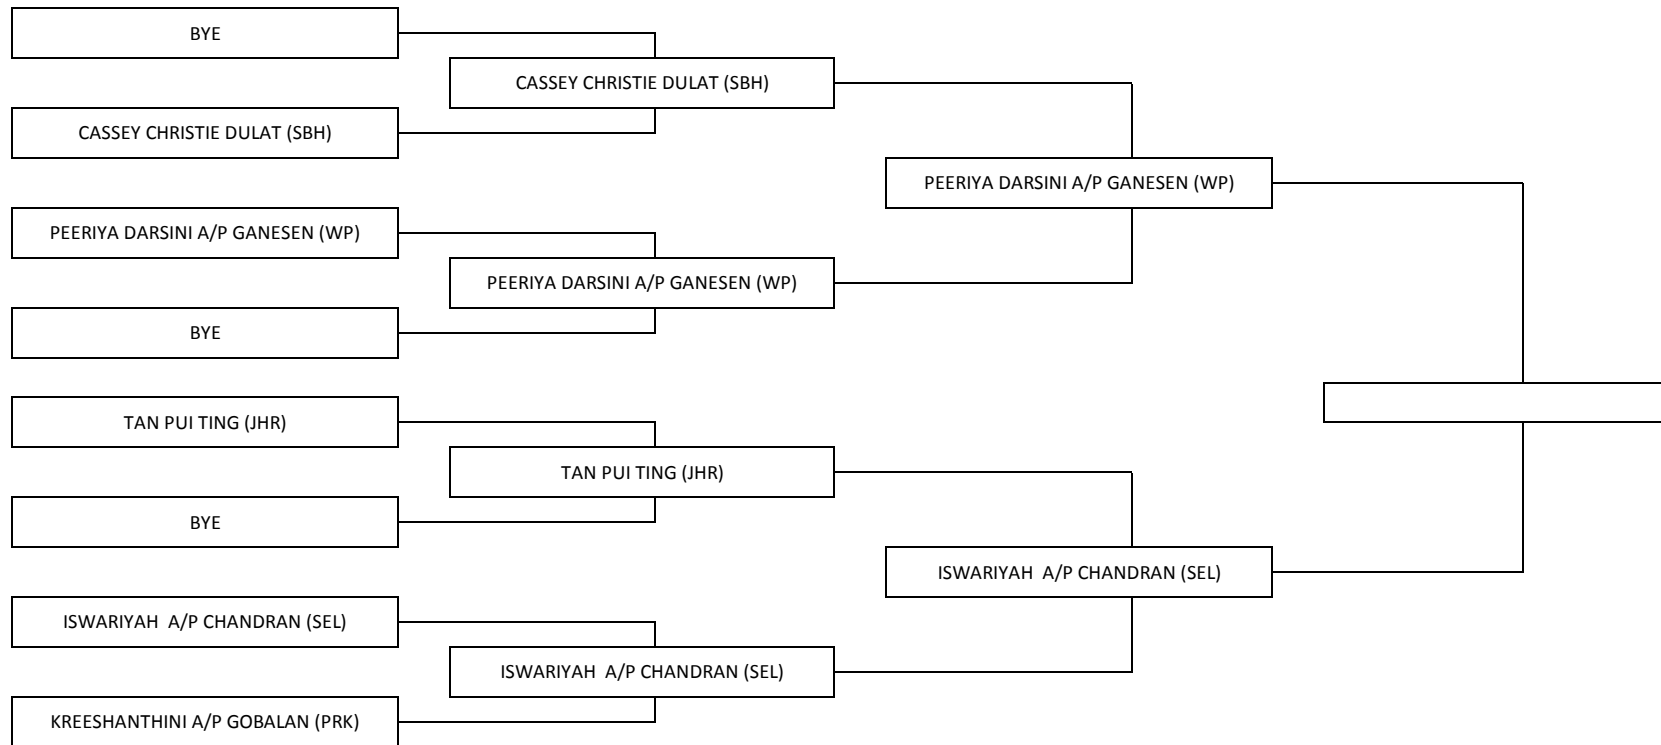 BYE
CASSEY CHRISTIE DULAT (SBH)
CASSEY CHRISTIE DULAT (SBH)
PEERIYA DARSINI A/P GANESEN (WP)
PEERIYA DARSINI A/P GANESEN (WP)
PEERIYA DARSINI A/P GANESEN (WP)
BYE
TAN PUI TING (JHR)
TAN PUI TING (JHR)
BYE
ISWARIYAH  A/P CHANDRAN (SEL)
ISWARIYAH  A/P CHANDRAN (SEL)
ISWARIYAH  A/P CHANDRAN (SEL)
KREESHANTHINI A/P GOBALAN (PRK)